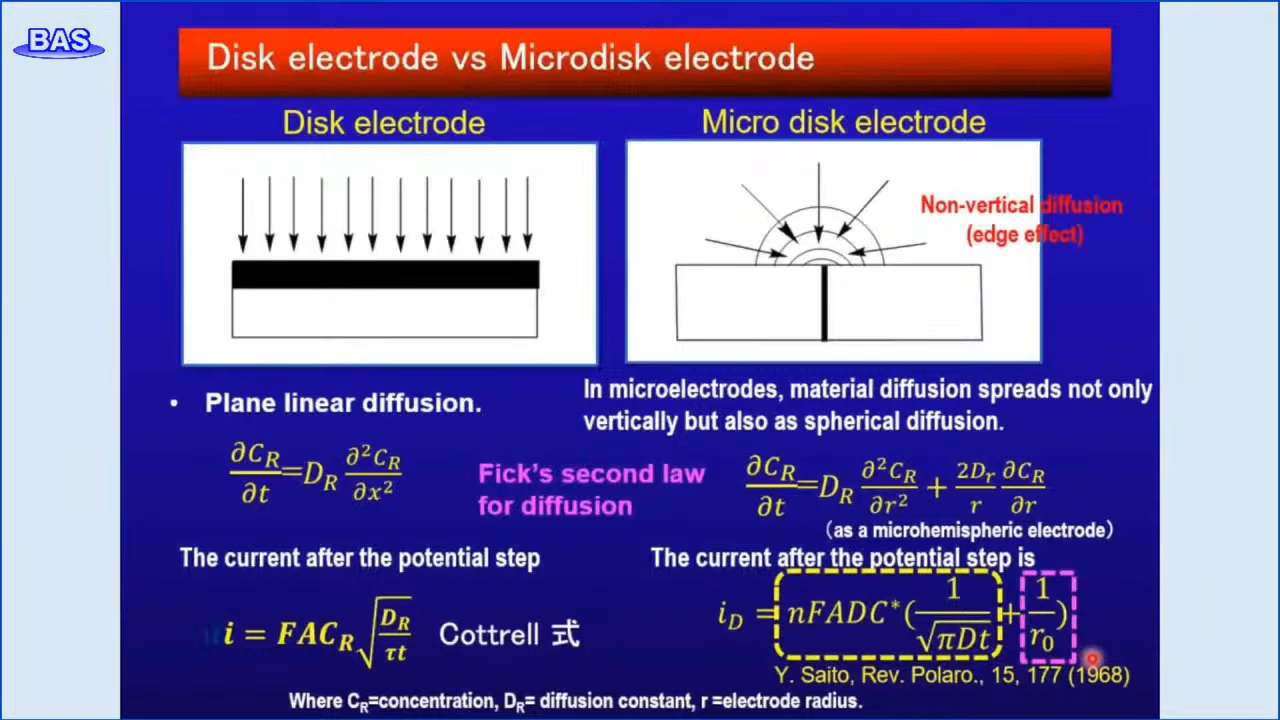 BAS
Disk electrode vs Microdisk electrode
Disk electrode
Micro disk electrode
Non-vertical diffusion
(edge effect)
• Plane linear diffusion.
In microelectrodes, material diffusion spreads not only
vertically but also as spherical diffusion.
∂C_R/∂t=D_R ∂²C_R/∂x²
Fick's second law
for diffusion
∂C_R/∂t=D_R ∂²C_R/∂r² + 2D_r/r ∂C_R/∂r
(as a microhemispheric electrode)
The current after the potential step
The current after the potential step is
i = FAC_R √(D_R/τt)
Cottrell 式
i_D = nFADC*(1/√(πDt) + 1/r_0)
Y. Saito, Rev. Polaro., 15, 177 (1968)
Where C_R=concentration, D_R= diffusion constant, r =electrode radius.